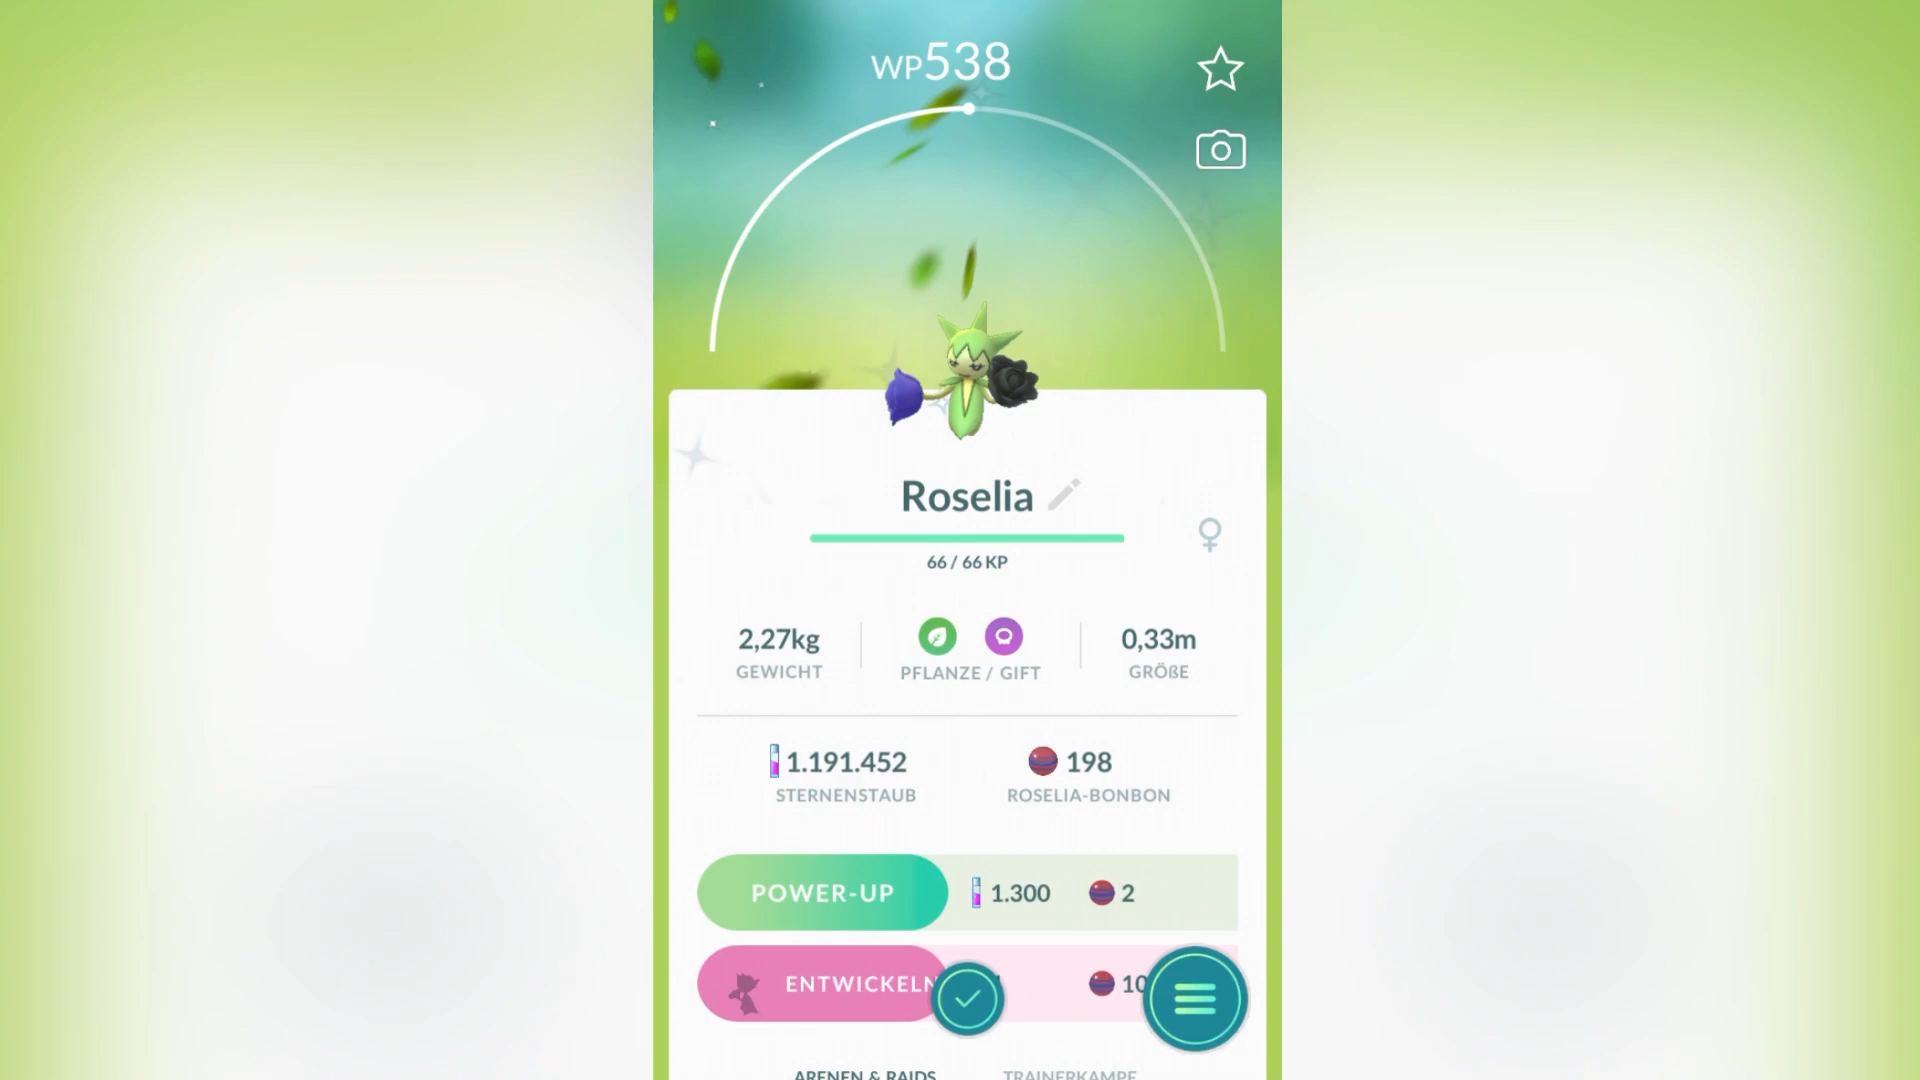 WP538
Roselia
66 / 66 KP
2,27kg
GEWICHT
PFLANZE / GIFT
0,33m
GRÖßE
1.191.452
STERNENSTAUB
198
ROSELIA-BONBON
POWER-UP
1.300
2
ENTWICKELN
10
ARENEN & RAIDS
TRAINERKÄMPFE